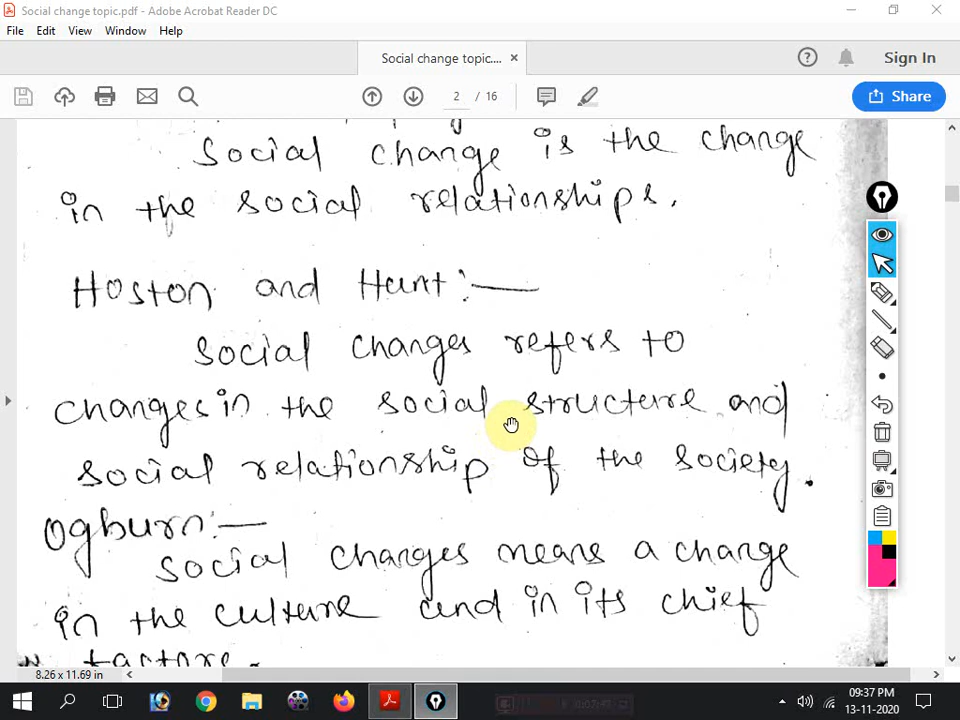 Social change topic.pdf - Adobe Acrobat Reader DC
File Edit View Window Help
Social change topic.... ×
Sign In
2 / 16
Share
Social change is the change
in the social relationships.
Hoston and Hunt:—
Social changes refers to
changes in the social structure and
social relationship of the society.
Ogburn:—
Social changes means a change
in the culture and in its chief
8.26 x 11.69 in
09:37 PM
13-11-2020